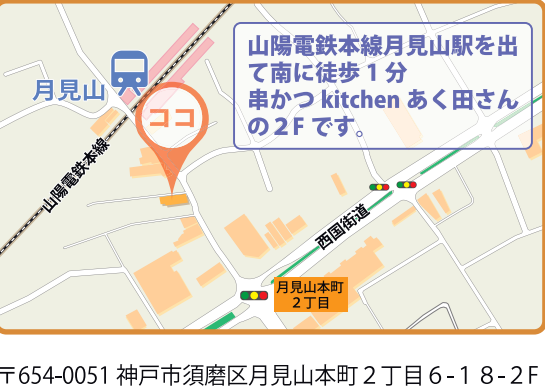 山陽電鉄本線月見山駅を出
て南に徒歩１分
串かつ kitchen あく田さん
の２F です。
月見山
ココ
山陽電鉄本線
西国街道
月見山本町
２丁目
〒654-0051 神戸市須磨区月見山本町２丁目６-１８-２F